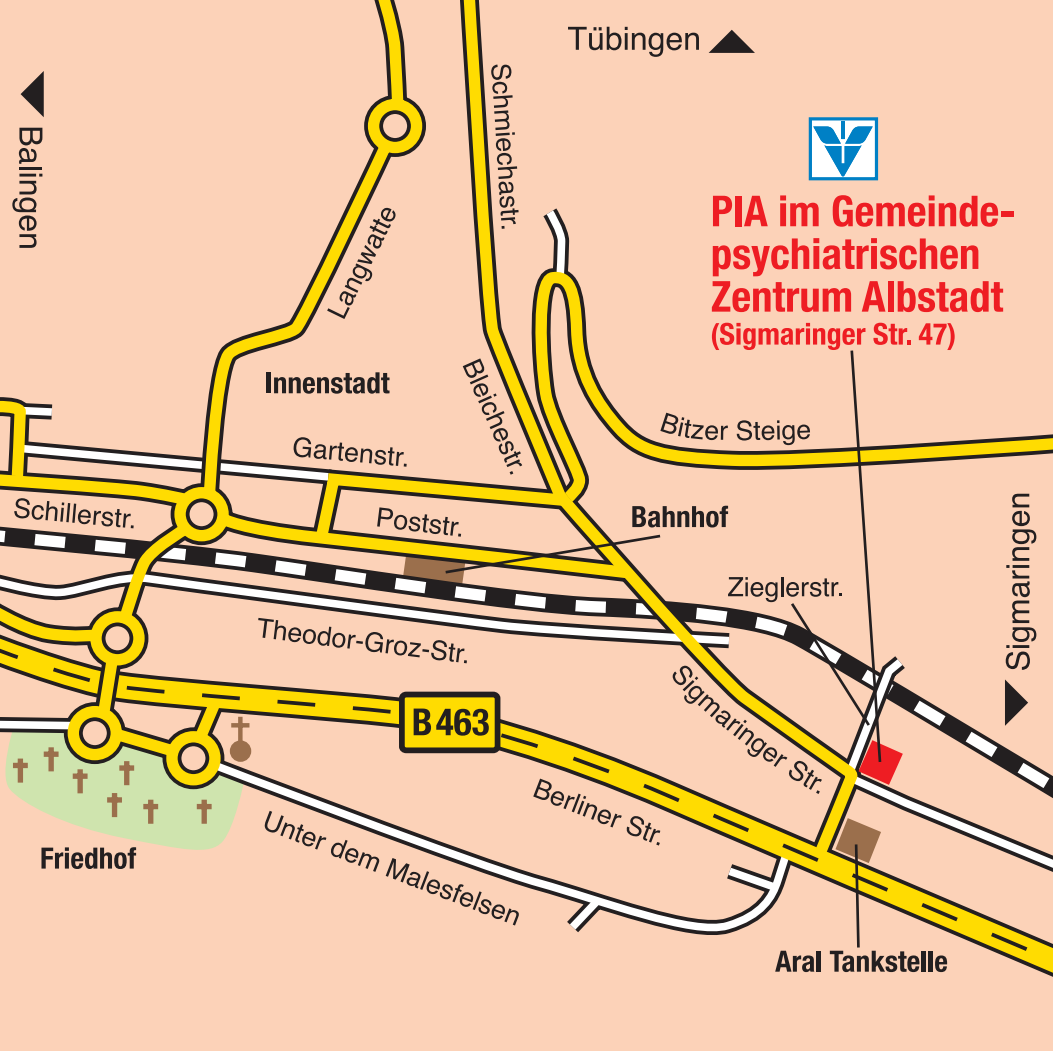 Tübingen
Balingen
Schmiechastr.
PIA im Gemeinde-
psychiatrischen
Zentrum Albstadt
(Sigmaringer Str. 47)
Langwatte
Innenstadt
Bleichestr.
Bitzer Steige
Gartenstr.
Schillerstr.
Poststr.
Bahnhof
Sigmaringen
Zieglerstr.
Theodor-Groz-Str.
Sigmaringer Str.
B 463
Berliner Str.
Unter dem Malesfelsen
Friedhof
Aral Tankstelle